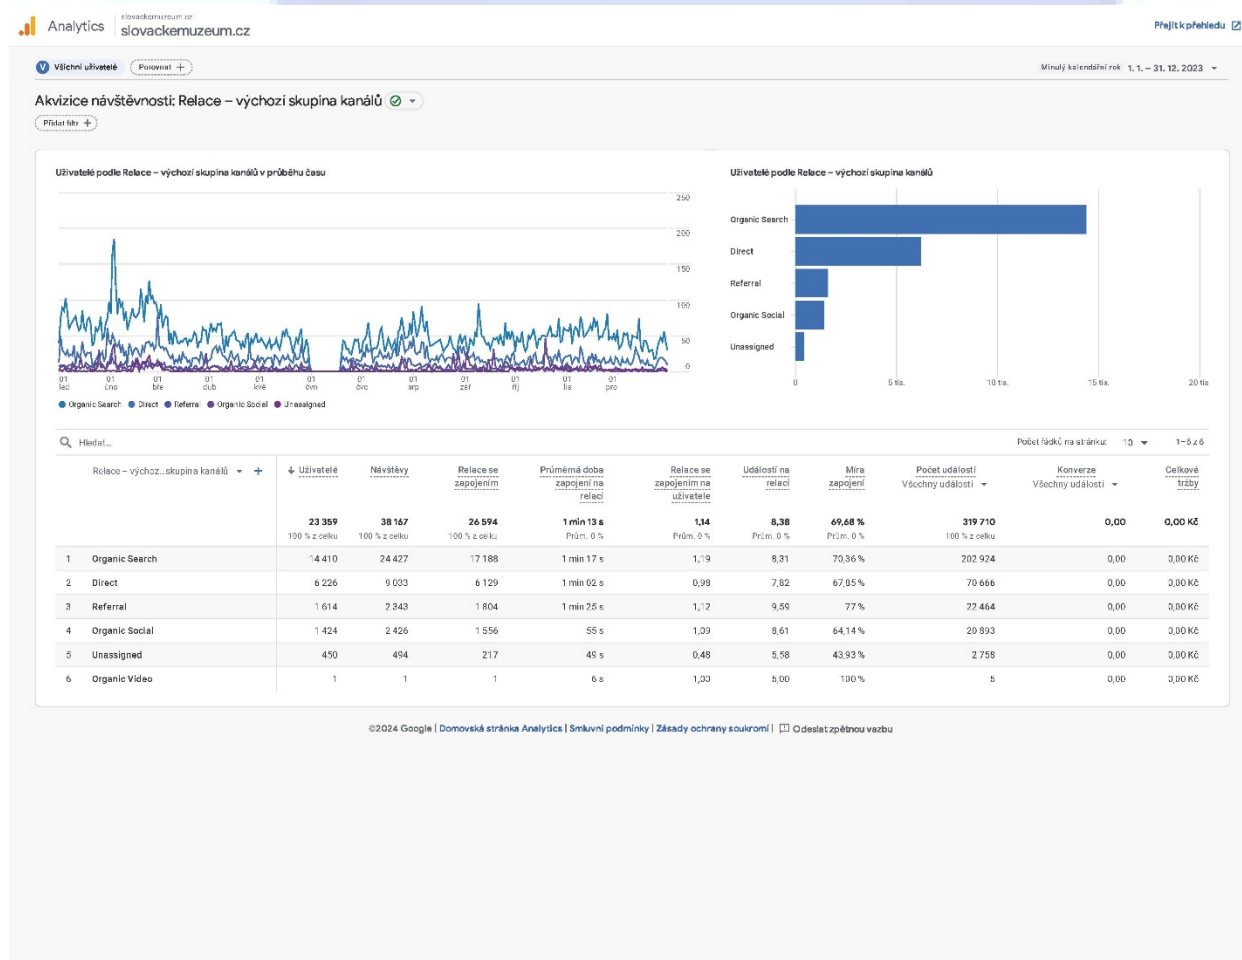 Analytics
slovackemuzeum.cz
slovackemuzeum.cz
Přejít k přehledu
V Všichni uživatelé Porovnat +
Minulý kalendářní rok 1. 1. – 31. 12. 2023
Akvizice návštěvnosti: Relace – výchozí skupina kanálů
Přidat filtr +
Uživatelé podle Relace – výchozí skupina kanálů v průběhu času
250
200
150
100
50
0
01 led
01 úno
01 bře
01 dub
01 kvě
01 čvn
01 čvc
01 srp
01 zář
01 říj
01 lis
01 pro
Organic Search Direct Referral Organic Social Unassigned
Uživatelé podle Relace – výchozí skupina kanálů
Organic Search
Direct
Referral
Organic Social
Unassigned
0 5 tis. 10 tis. 15 tis. 20 tis
Hledat…
Počet řádků na stránku: 10 1–6 z 6
Relace – výchoz…skupina kanálů +
↓ Uživatelé
Návštěvy
Relace se zapojením
Průměrná doba zapojení na relaci
Relace se zapojením na uživatele
Událostí na relaci
Míra zapojení
Počet událostí
Všechny události
Konverze
Všechny události
Celkové tržby
23 359 38 167 26 594 1 min 13 s 1,14 8,38 69,68 % 319 710 0,00 0,00 Kč
100 % z celku 100 % z celku 100 % z celku Prům. 0 % Prům. 0 % Prům. 0 % Prům. 0 % 100 % z celku
1 Organic Search 14 410 24 427 17 188 1 min 17 s 1,19 8,31 70,36 % 202 924 0,00 0,00 Kč
2 Direct 6 226 9 033 6 129 1 min 02 s 0,98 7,82 67,85 % 70 666 0,00 0,00 Kč
3 Referral 1 614 2 343 1 804 1 min 25 s 1,12 9,59 77 % 22 464 0,00 0,00 Kč
4 Organic Social 1 424 2 426 1 556 55 s 1,09 8,61 64,14 % 20 893 0,00 0,00 Kč
5 Unassigned 450 494 217 49 s 0,48 5,58 43,93 % 2 758 0,00 0,00 Kč
6 Organic Video 1 1 1 6 s 1,00 5,00 100 % 5 0,00 0,00 Kč
©2024 Google | Domovská stránka Analytics | Smluvní podmínky | Zásady ochrany soukromí | Odeslat zpětnou vazbu